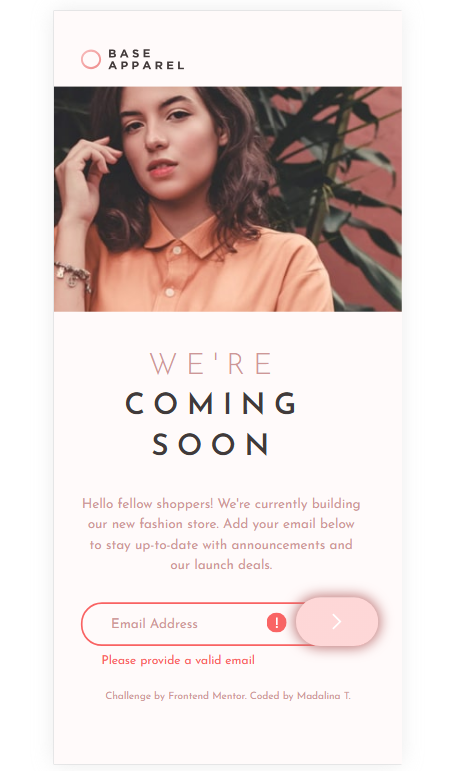 BASE
APPAREL
WE'RE
COMING
SOON
Hello fellow shoppers! We're currently building
our new fashion store. Add your email below
to stay up-to-date with announcements and
our launch deals.
Email Address
!
Please provide a valid email
Challenge by Frontend Mentor. Coded by Madalina T.